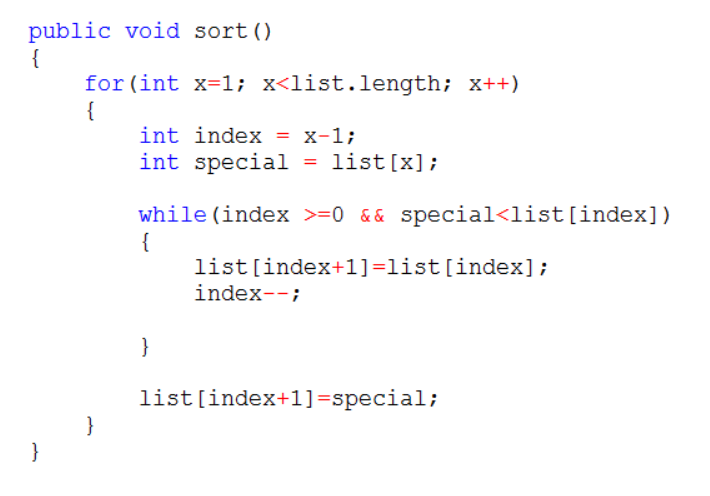 public void sort()
{
for(int x=1; x<list.length; x++)
{
int index = x-1;
int special = list[x];
while(index >=0 && special<list[index])
{
list[index+1]=list[index];
index--;
}
list[index+1]=special;
}
}